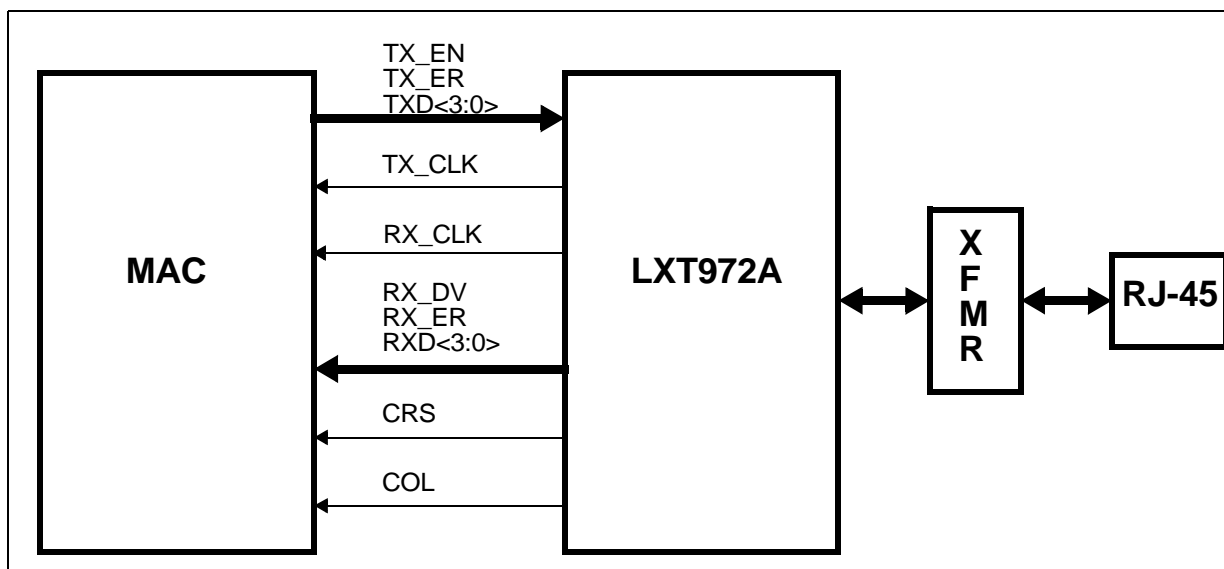 TX_EN
TX_ER
TXD<3:0>
TX_CLK
RX_CLK
MAC
LXT972A
RX_DV
RX_ER
RXD<3:0>
CRS
COL
X
F
M
R
RJ-45